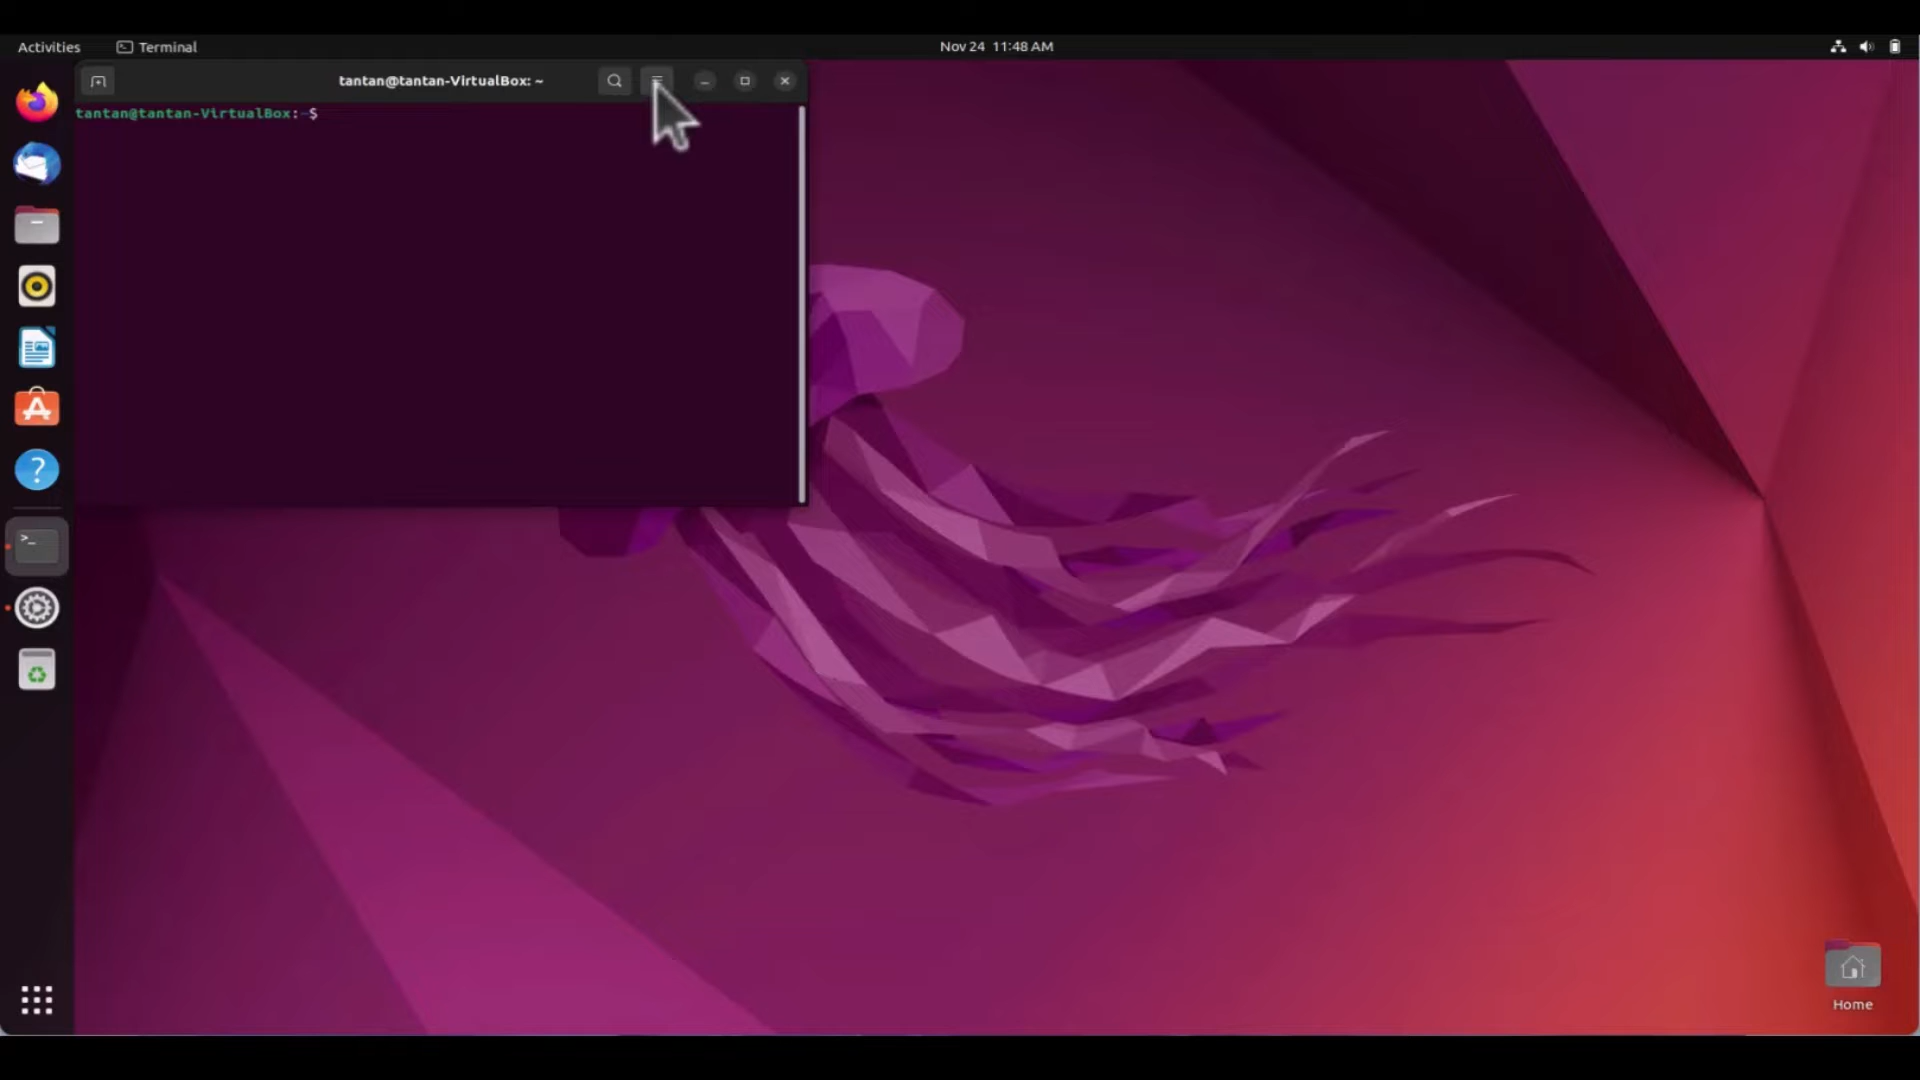 Activities
Terminal
Nov 24 11:48 AM
tantan@tantan-VirtualBox: ~
tantan@tantan-VirtualBox:~$
Home